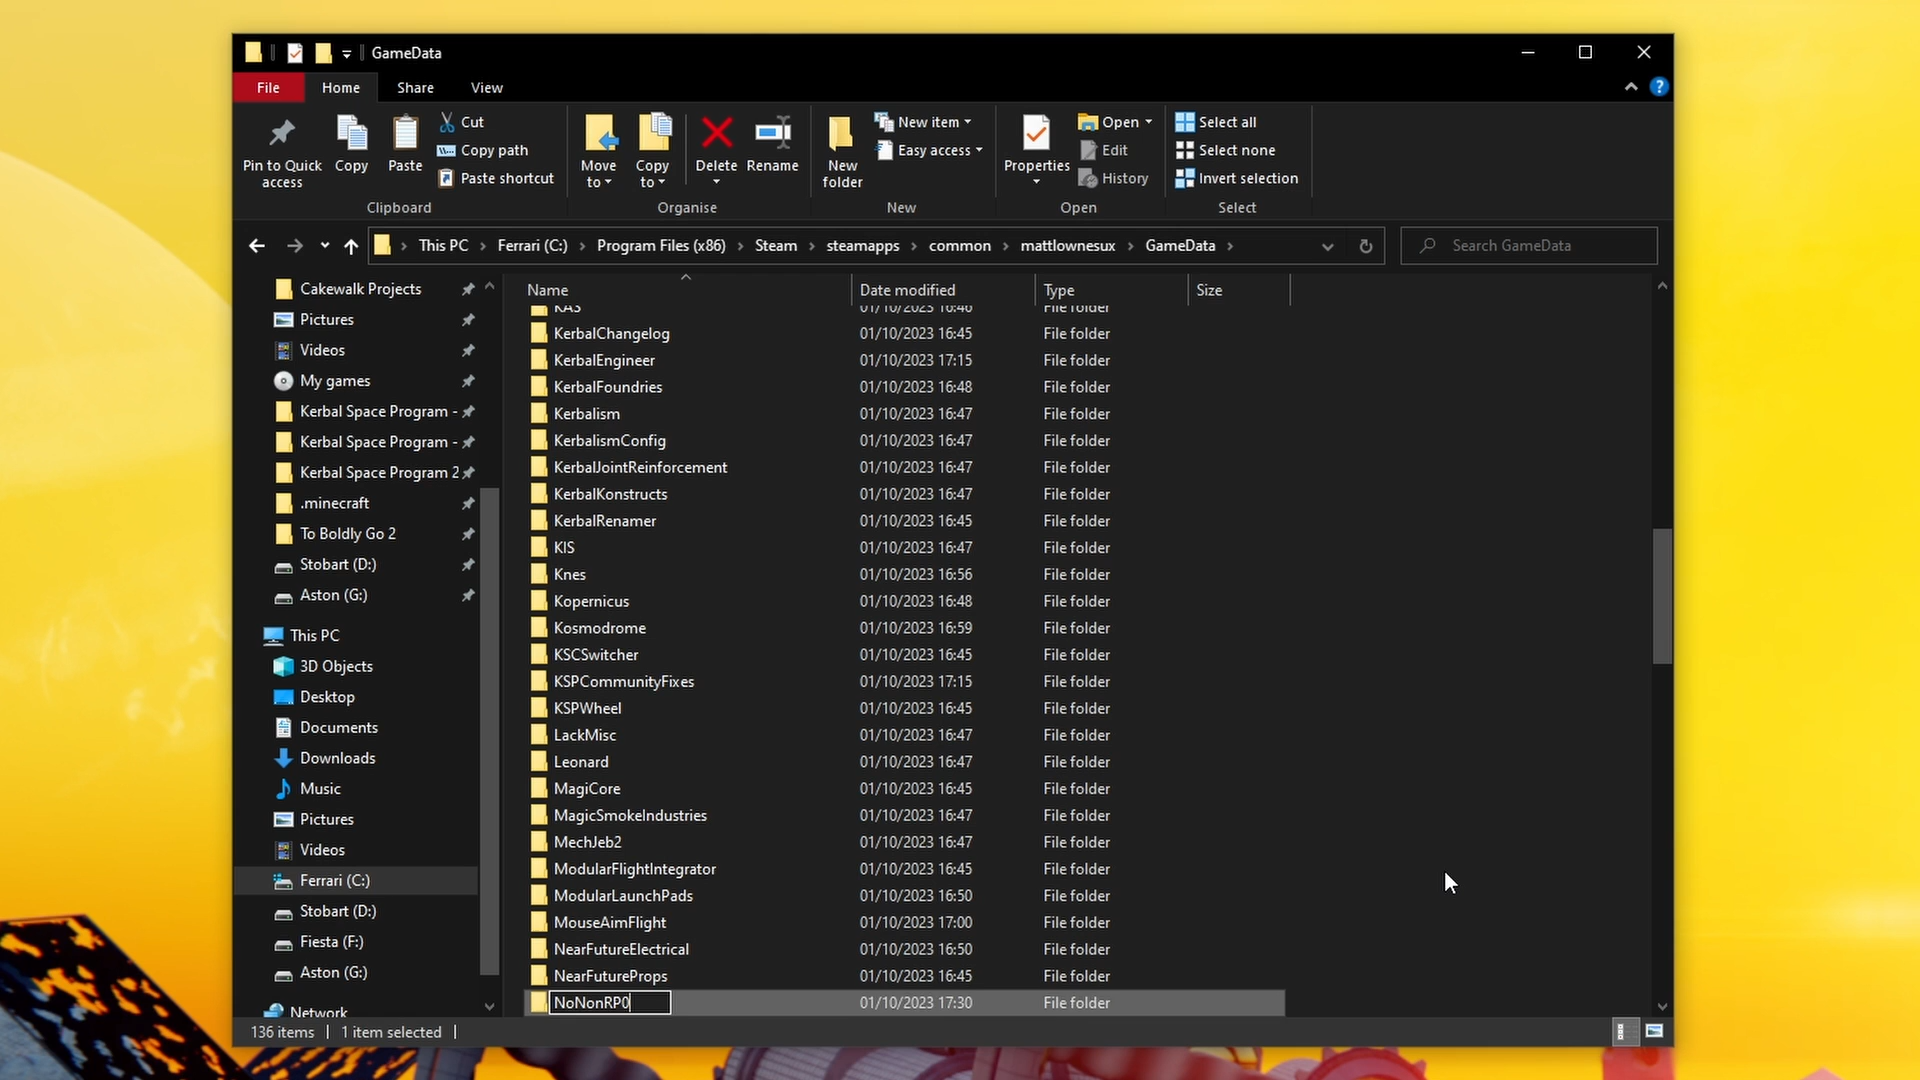 GameData
File Home Share View
Pin to Quick access
Copy
Paste
Cut
Copy path
Paste shortcut
Move to
Copy to
Delete
Rename
New folder
New item
Easy access
Properties
Open
Edit
History
Select all
Select none
Invert selection
Clipboard Organise New Open Select
This PC > Ferrari (C:) > Program Files (x86) > Steam > steamapps > common > mattlownesux > GameData >
Search GameData
Cakewalk Projects
Pictures
Videos
My games
Kerbal Space Program -
Kerbal Space Program -
Kerbal Space Program 2
.minecraft
To Boldly Go 2
Stobart (D:)
Aston (G:)
This PC
3D Objects
Desktop
Documents
Downloads
Music
Pictures
Videos
Ferrari (C:)
Stobart (D:)
Fiesta (F:)
Aston (G:)
Network
Name Date modified Type Size
KAS 01/10/2023 16:46 File folder
KerbalChangelog 01/10/2023 16:45 File folder
KerbalEngineer 01/10/2023 17:15 File folder
KerbalFoundries 01/10/2023 16:48 File folder
Kerbalism 01/10/2023 16:47 File folder
KerbalismConfig 01/10/2023 16:47 File folder
KerbalJointReinforcement 01/10/2023 16:47 File folder
KerbalKonstructs 01/10/2023 16:47 File folder
KerbalRenamer 01/10/2023 16:45 File folder
KIS 01/10/2023 16:47 File folder
Knes 01/10/2023 16:56 File folder
Kopernicus 01/10/2023 16:48 File folder
Kosmodrome 01/10/2023 16:59 File folder
KSCSwitcher 01/10/2023 16:45 File folder
KSPCommunityFixes 01/10/2023 17:15 File folder
KSPWheel 01/10/2023 16:45 File folder
LackMisc 01/10/2023 16:47 File folder
Leonard 01/10/2023 16:47 File folder
MagiCore 01/10/2023 16:45 File folder
MagicSmokeIndustries 01/10/2023 16:47 File folder
MechJeb2 01/10/2023 16:47 File folder
ModularFlightIntegrator 01/10/2023 16:45 File folder
ModularLaunchPads 01/10/2023 16:50 File folder
MouseAimFlight 01/10/2023 17:00 File folder
NearFutureElectrical 01/10/2023 16:50 File folder
NearFutureProps 01/10/2023 16:45 File folder
NoNonRP0 01/10/2023 17:30 File folder
136 items 1 item selected